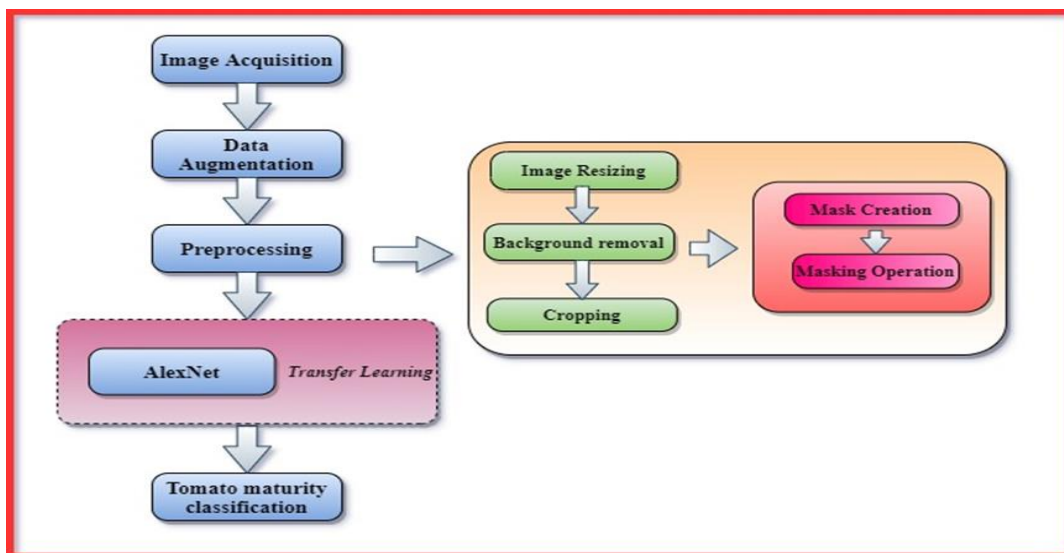 Image Acquisition
Data
Augmentation
Preprocessing
AlexNet
Transfer Learning
Tomato maturity
classification
Image Resizing
Background removal
Cropping
Mask Creation
Masking Operation